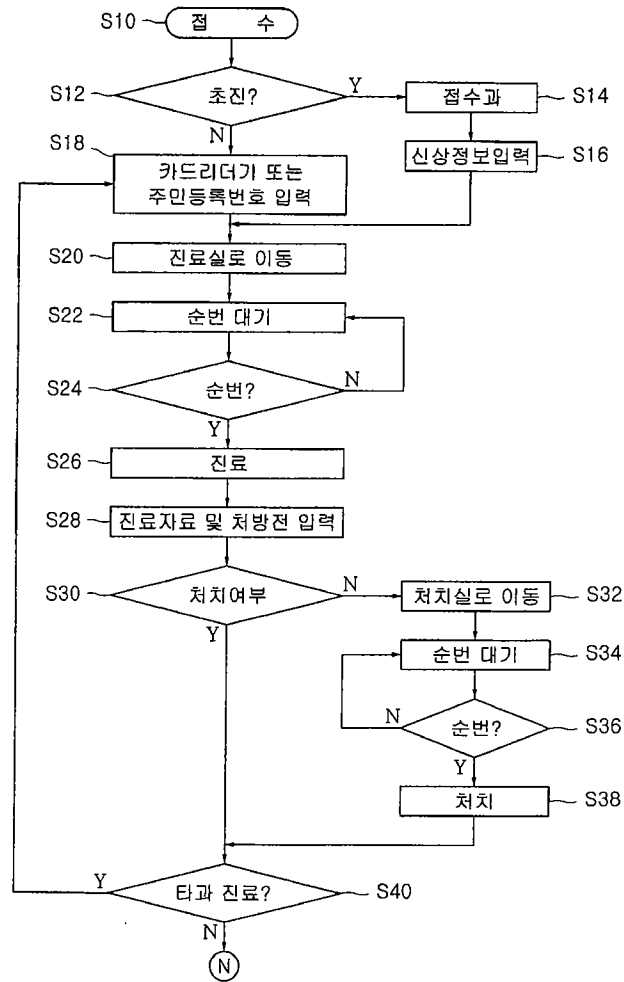 S10
접 수
S12
초진?
Y
접수과
S14
N
S18
카드리더가 또는
주민등록번호 입력
신상정보입력
S16
S20
진료실로 이동
S22
순번 대기
S24
순번?
N
Y
S26
진료
S28
진료자료 및 처방전 입력
S30
처치여부
N
처치실로 이동
S32
Y
순번 대기
S34
N
순번?
S36
Y
처치
S38
Y
타과 진료?
S40
N
N